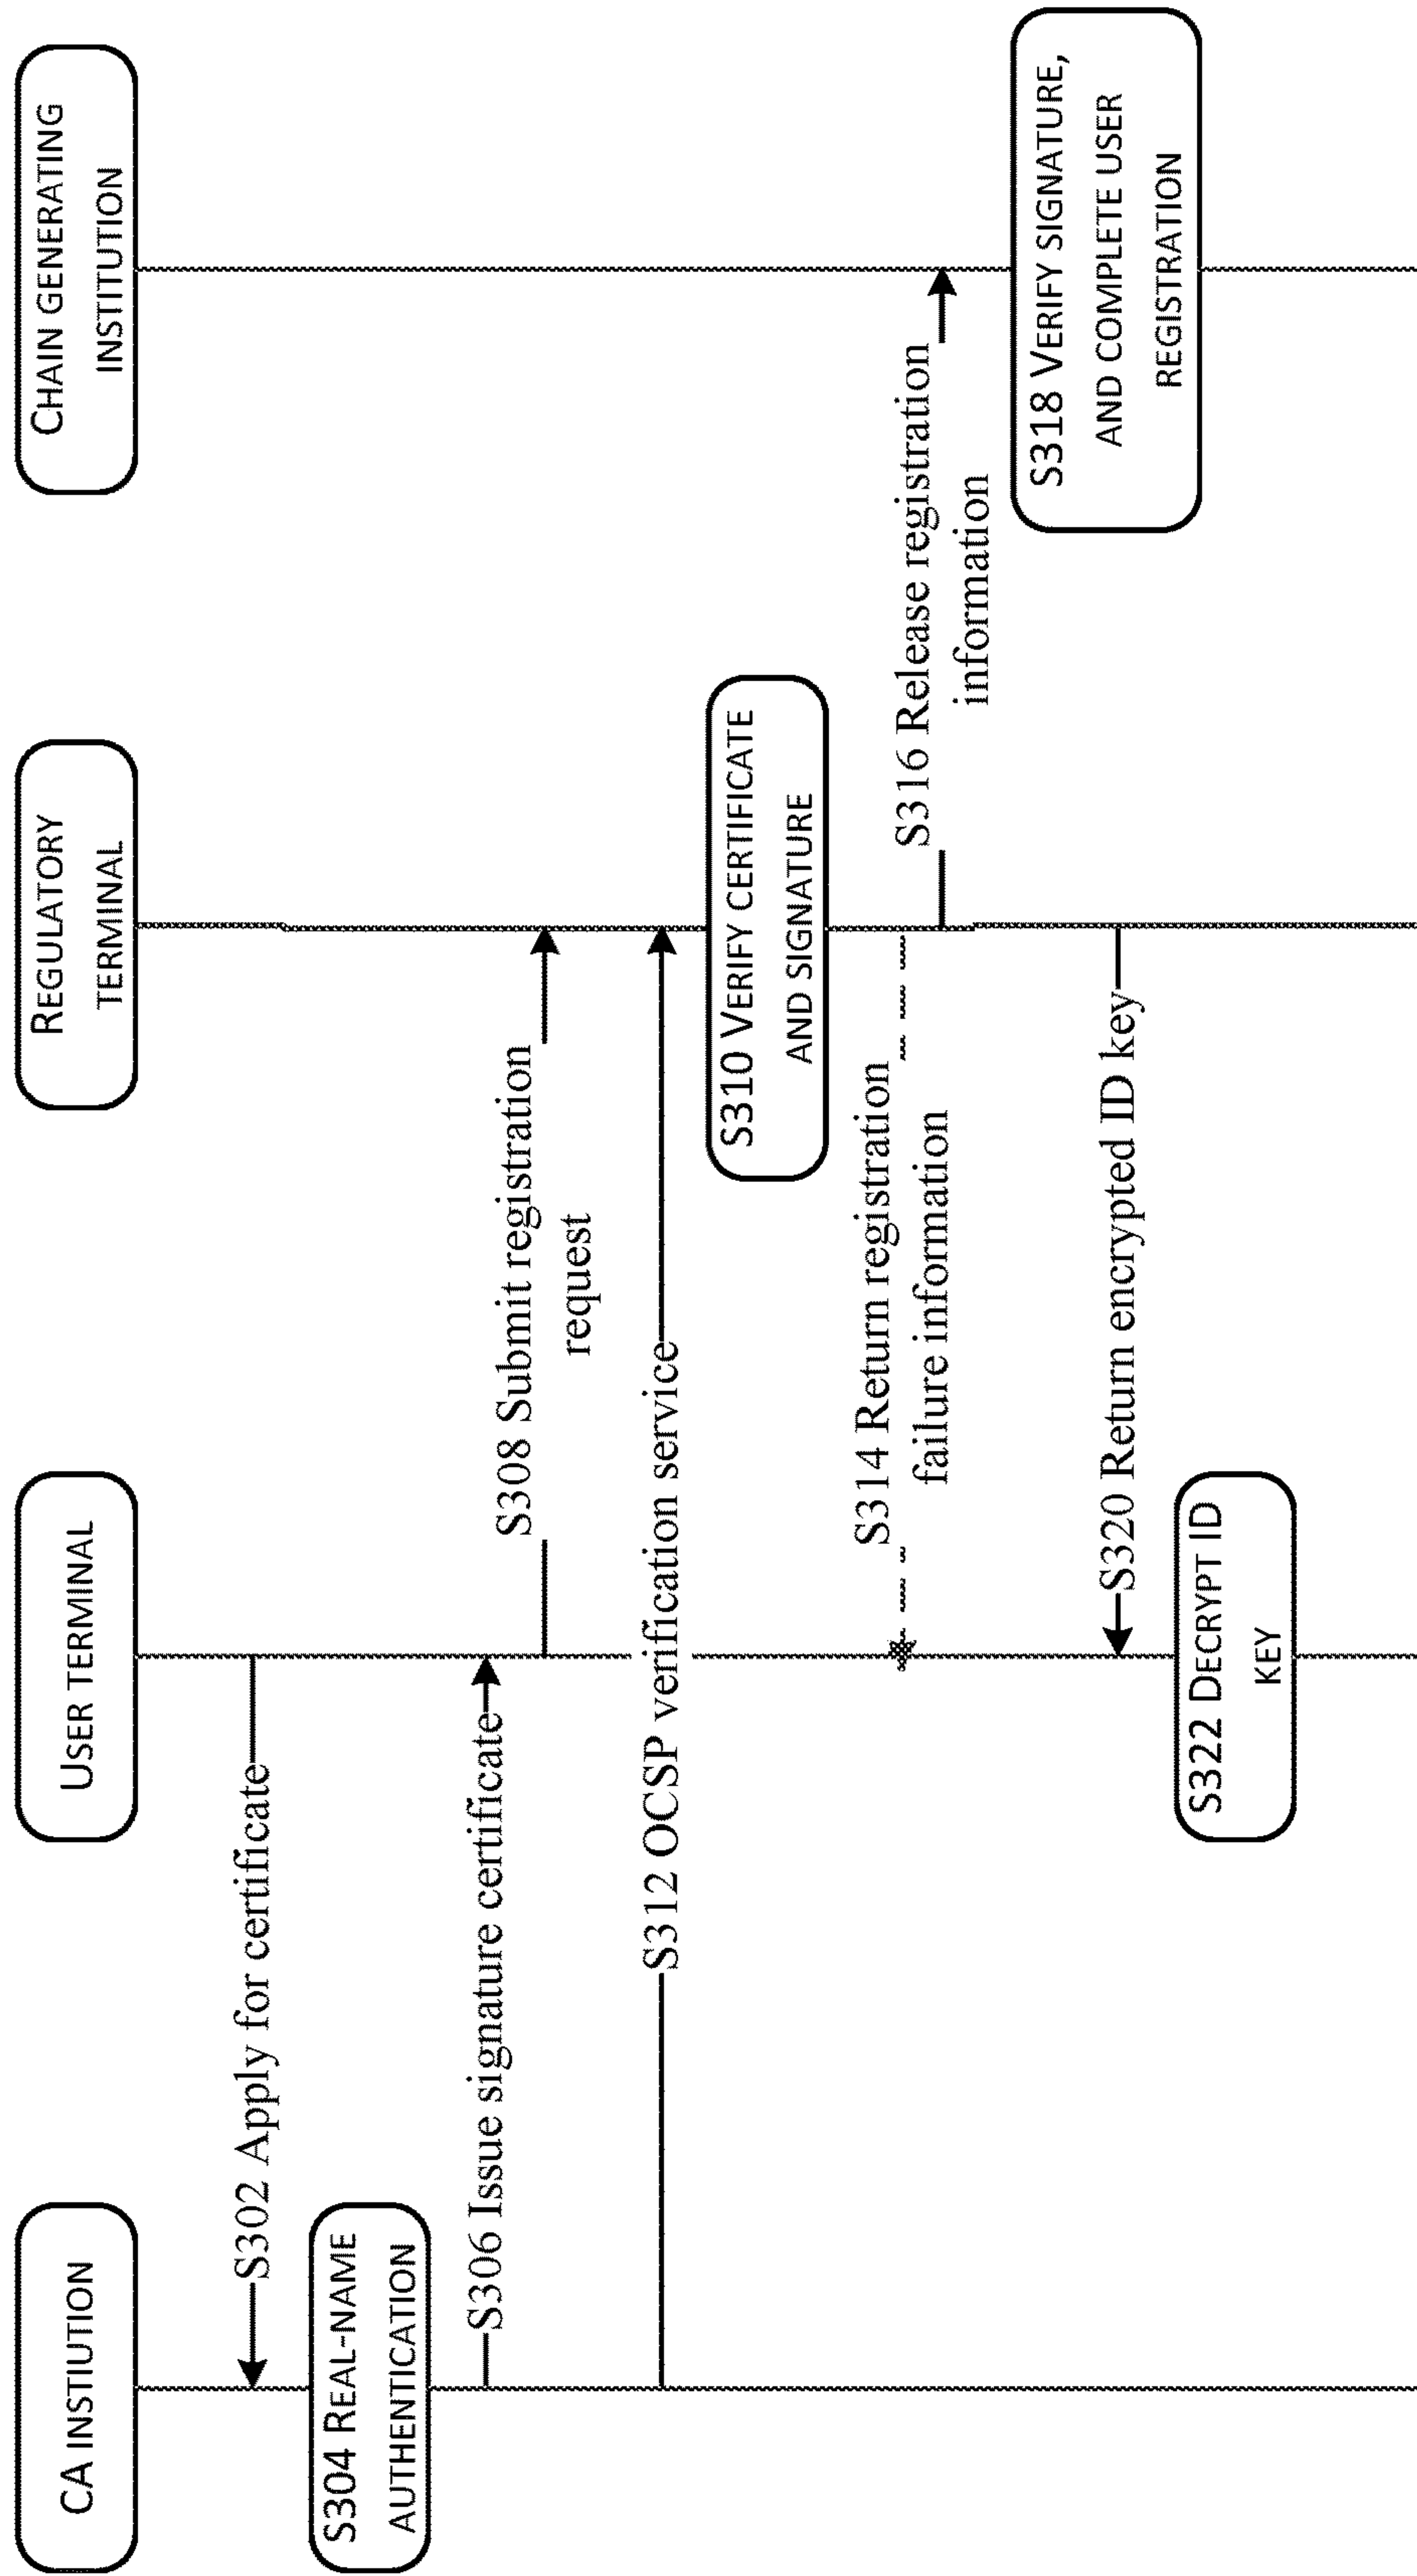 CA INSTIUTION
USER TERMINAL
REGULATORY
TERMINAL
CHAIN GENERATING
INSTITUTION
S302 Apply for certificate
S304 REAL-NAME
AUTHENTICATION
S306 Issue signature certificate
S308 Submit registration
request
S312 OCSP verification service
S310 VERIFY CERTIFICATE
AND SIGNATURE
S314 Return registration
failure information
S316 Release registration
information
S318 VERIFY SIGNATURE,
AND COMPLETE USER
REGISTRATION
S320 Return encrypted ID key
S322 DECRYPT ID
KEY